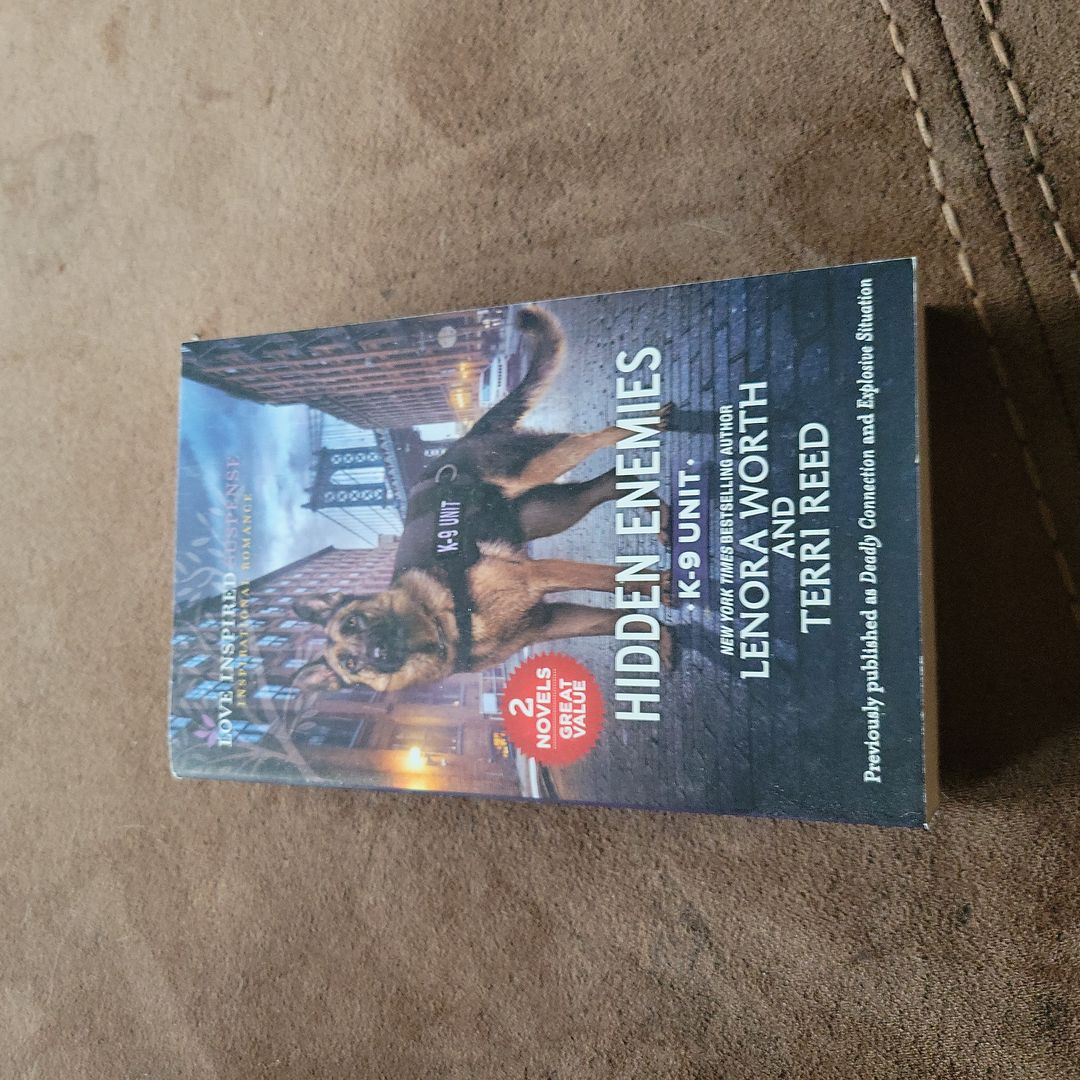 LOVE INSPIRED SUSPENSE
INSPIRATIONAL ROMANCE
K-9 UNIT
2
NOVELS
GREAT
VALUE
HIDDEN ENEMIES
• K-9 UNIT •
NEW YORK TIMES BESTSELLING AUTHOR
LENORA WORTH
AND
TERRI REED
Previously published as Deadly Connection and Explosive Situation